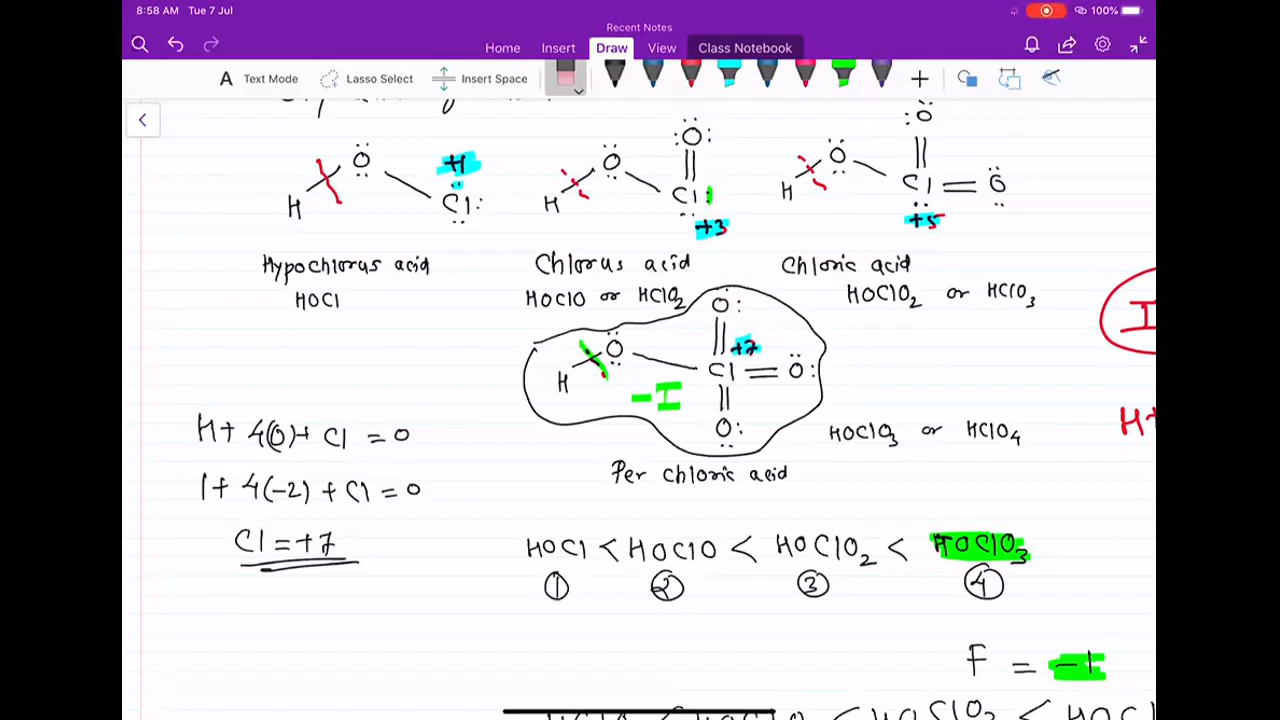 8:58 AM Tue 7 Jul
100%
Recent Notes
Home Insert Draw View Class Notebook
Text Mode Lasso Select Insert Space
H O Cl +1
H O Cl O +3
H O Cl O O +5
Hypochlorus acid
HOCl
Chlorus acid
HOClO or HClO2
Chloric acid
HOClO2 or HClO3
H O Cl O O O +7
-I
HOClO3 or HClO4
Per chloric acid
I
H+
H+ 4(O)+ Cl = 0
1+ 4(-2) + Cl = 0
Cl = +7
HOCl < HOClO < HOClO2 < HOClO3
1 2 3 4
F = -1
< HOClO2 < HOCl